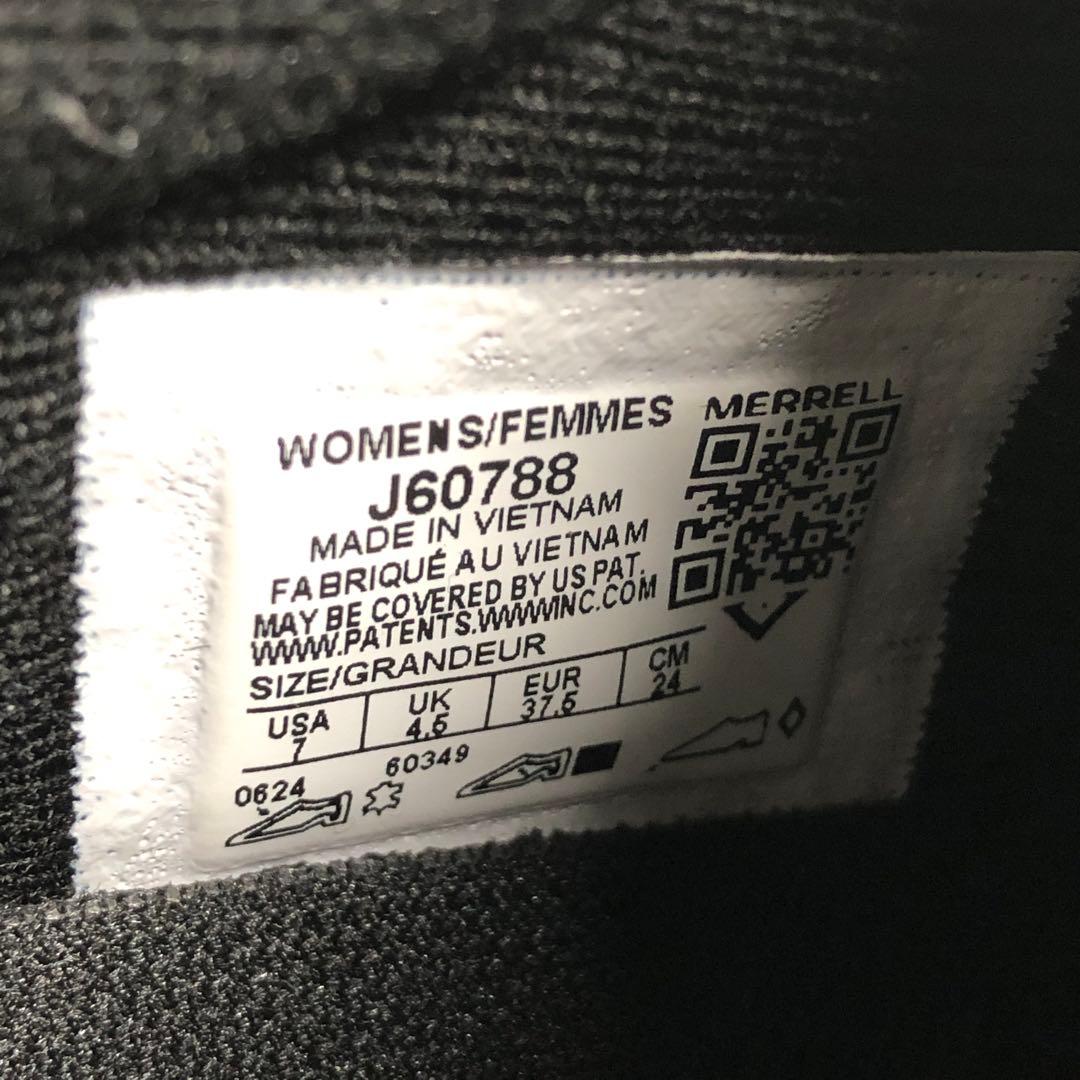 WOMENS/FEMMES
MERRELL
J60788
MADE IN VIETNAM
FABRIQUÉ AU VIETNAM
MAY BE COVERED BY US PAT.
WWW.PATENTS.WWWINC.COM
SIZE/GRANDEUR
USA UK EUR CM
7 4,5 37,5 24
0624 60349